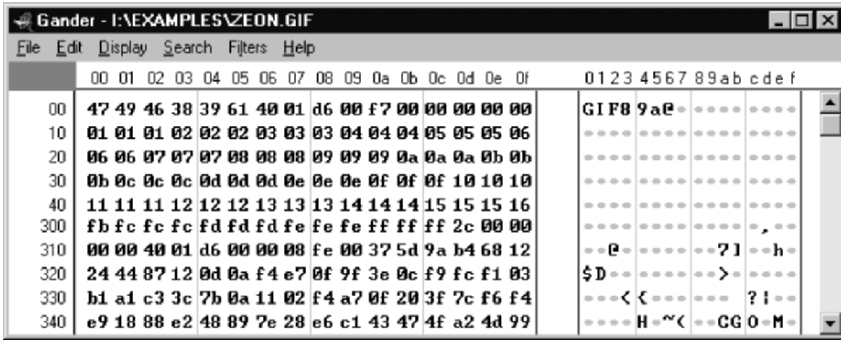 Gander - I:\EXAMPLES\ZEON.GIF
File Edit Display Search Filters Help
00 01 02 03 04 05 06 07 08 09 0a 0b 0c 0d 0e 0f 0123 4567 89ab cdef
00 47 49 46 38 39 61 40 01 d6 00 f7 00 00 00 00 00 GIF8 9a@
10 01 01 01 02 02 02 03 03 03 04 04 04 05 05 05 06
20 06 06 07 07 07 08 08 08 09 09 09 0a 0a 0a 0b 0b
30 0b 0c 0c 0c 0d 0d 0d 0e 0e 0e 0f 0f 0f 10 10 10
40 11 11 11 12 12 12 13 13 13 14 14 14 15 15 15 16
300 fb fc fc fc fd fd fd fe fe fe ff ff ff 2c 00 00 ,
310 00 00 40 01 d6 00 00 08 fe 00 37 5d 9a b4 68 12 @ 7] h
320 24 44 87 12 0d 0a f4 e7 0f 9f 3e 0c f9 fc f1 03 $D >
330 b1 a1 c3 3c 7b 0a 11 02 f4 a7 0f 20 3f 7c f6 f4 < { ?|
340 e9 18 88 e2 48 89 7e 28 e6 c1 43 47 4f a2 4d 99 H ~( CG O M